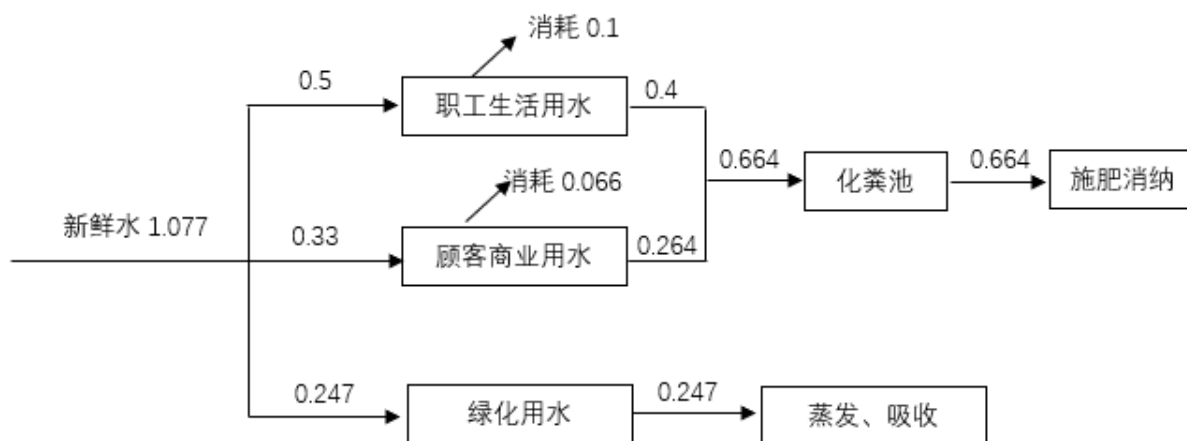 消耗 0.1
0.5
职工生活用水
0.4
0.664
化粪池
0.664
施肥消纳
消耗 0.066
新鲜水 1.077
0.33
顾客商业用水
0.264
0.247
绿化用水
0.247
蒸发、吸收